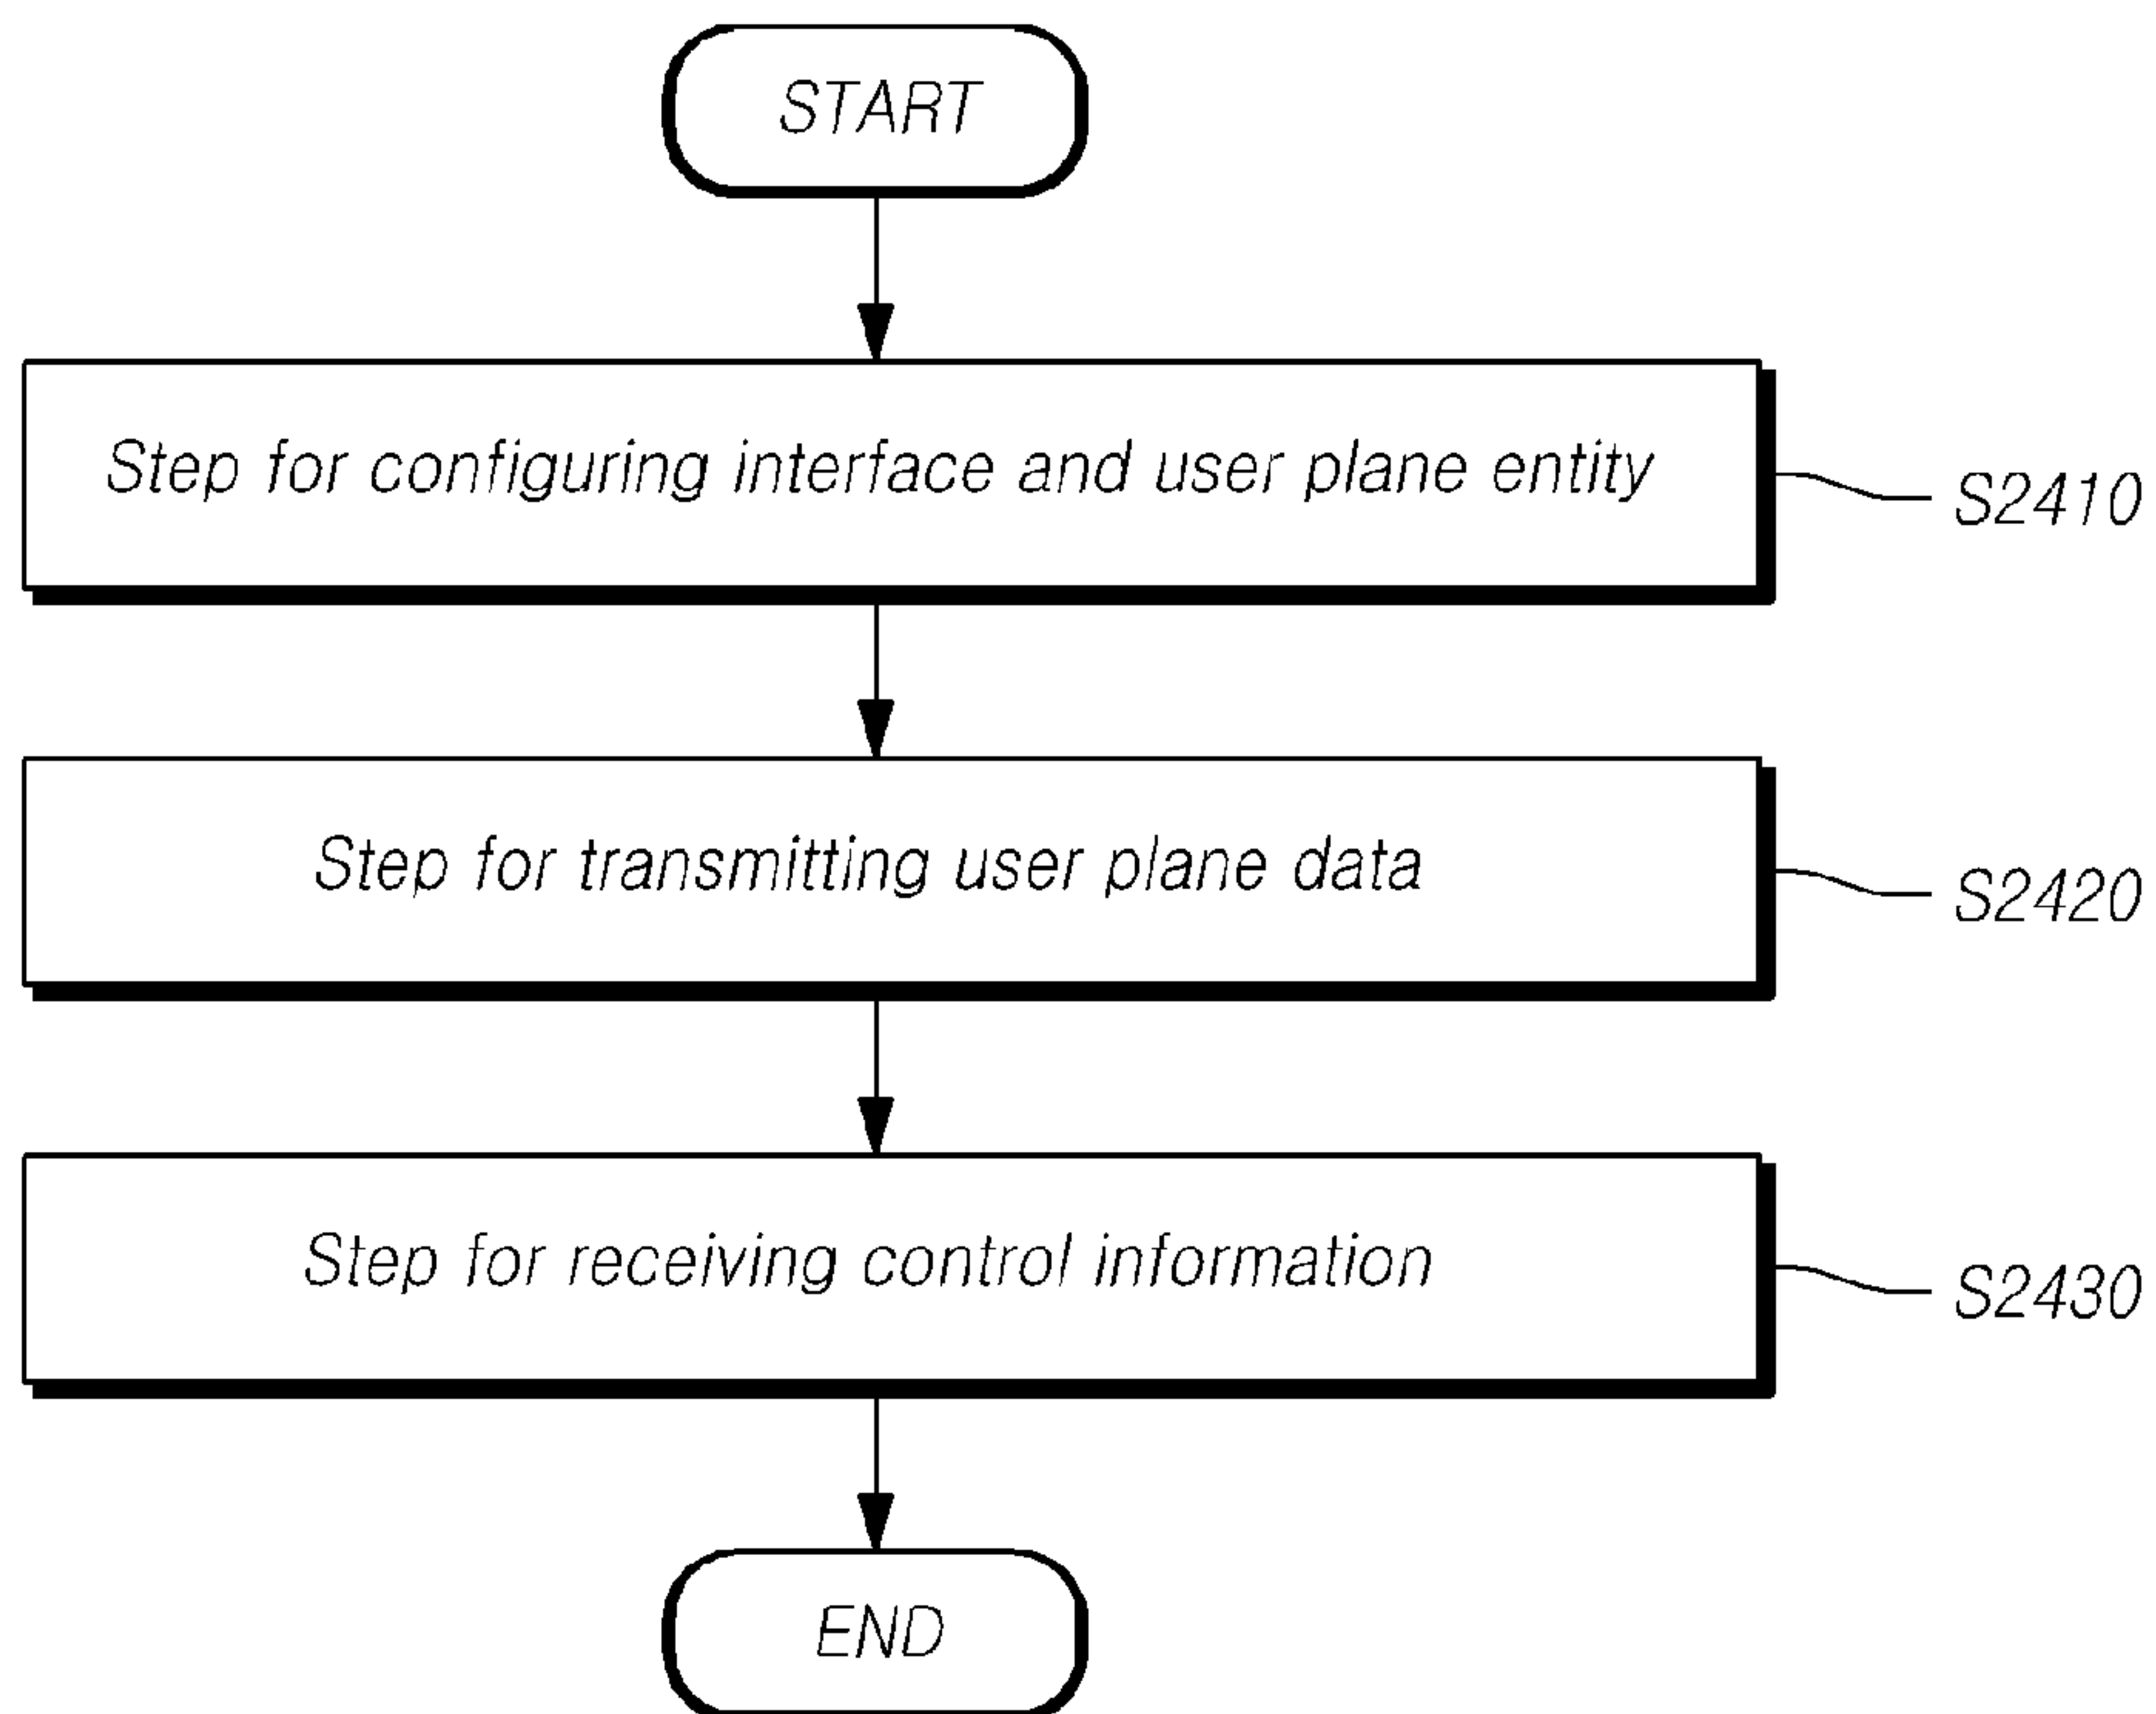 START
Step for configuring interface and user plane entity
S2410
Step for transmitting user plane data
S2420
Step for receiving control information
S2430
END